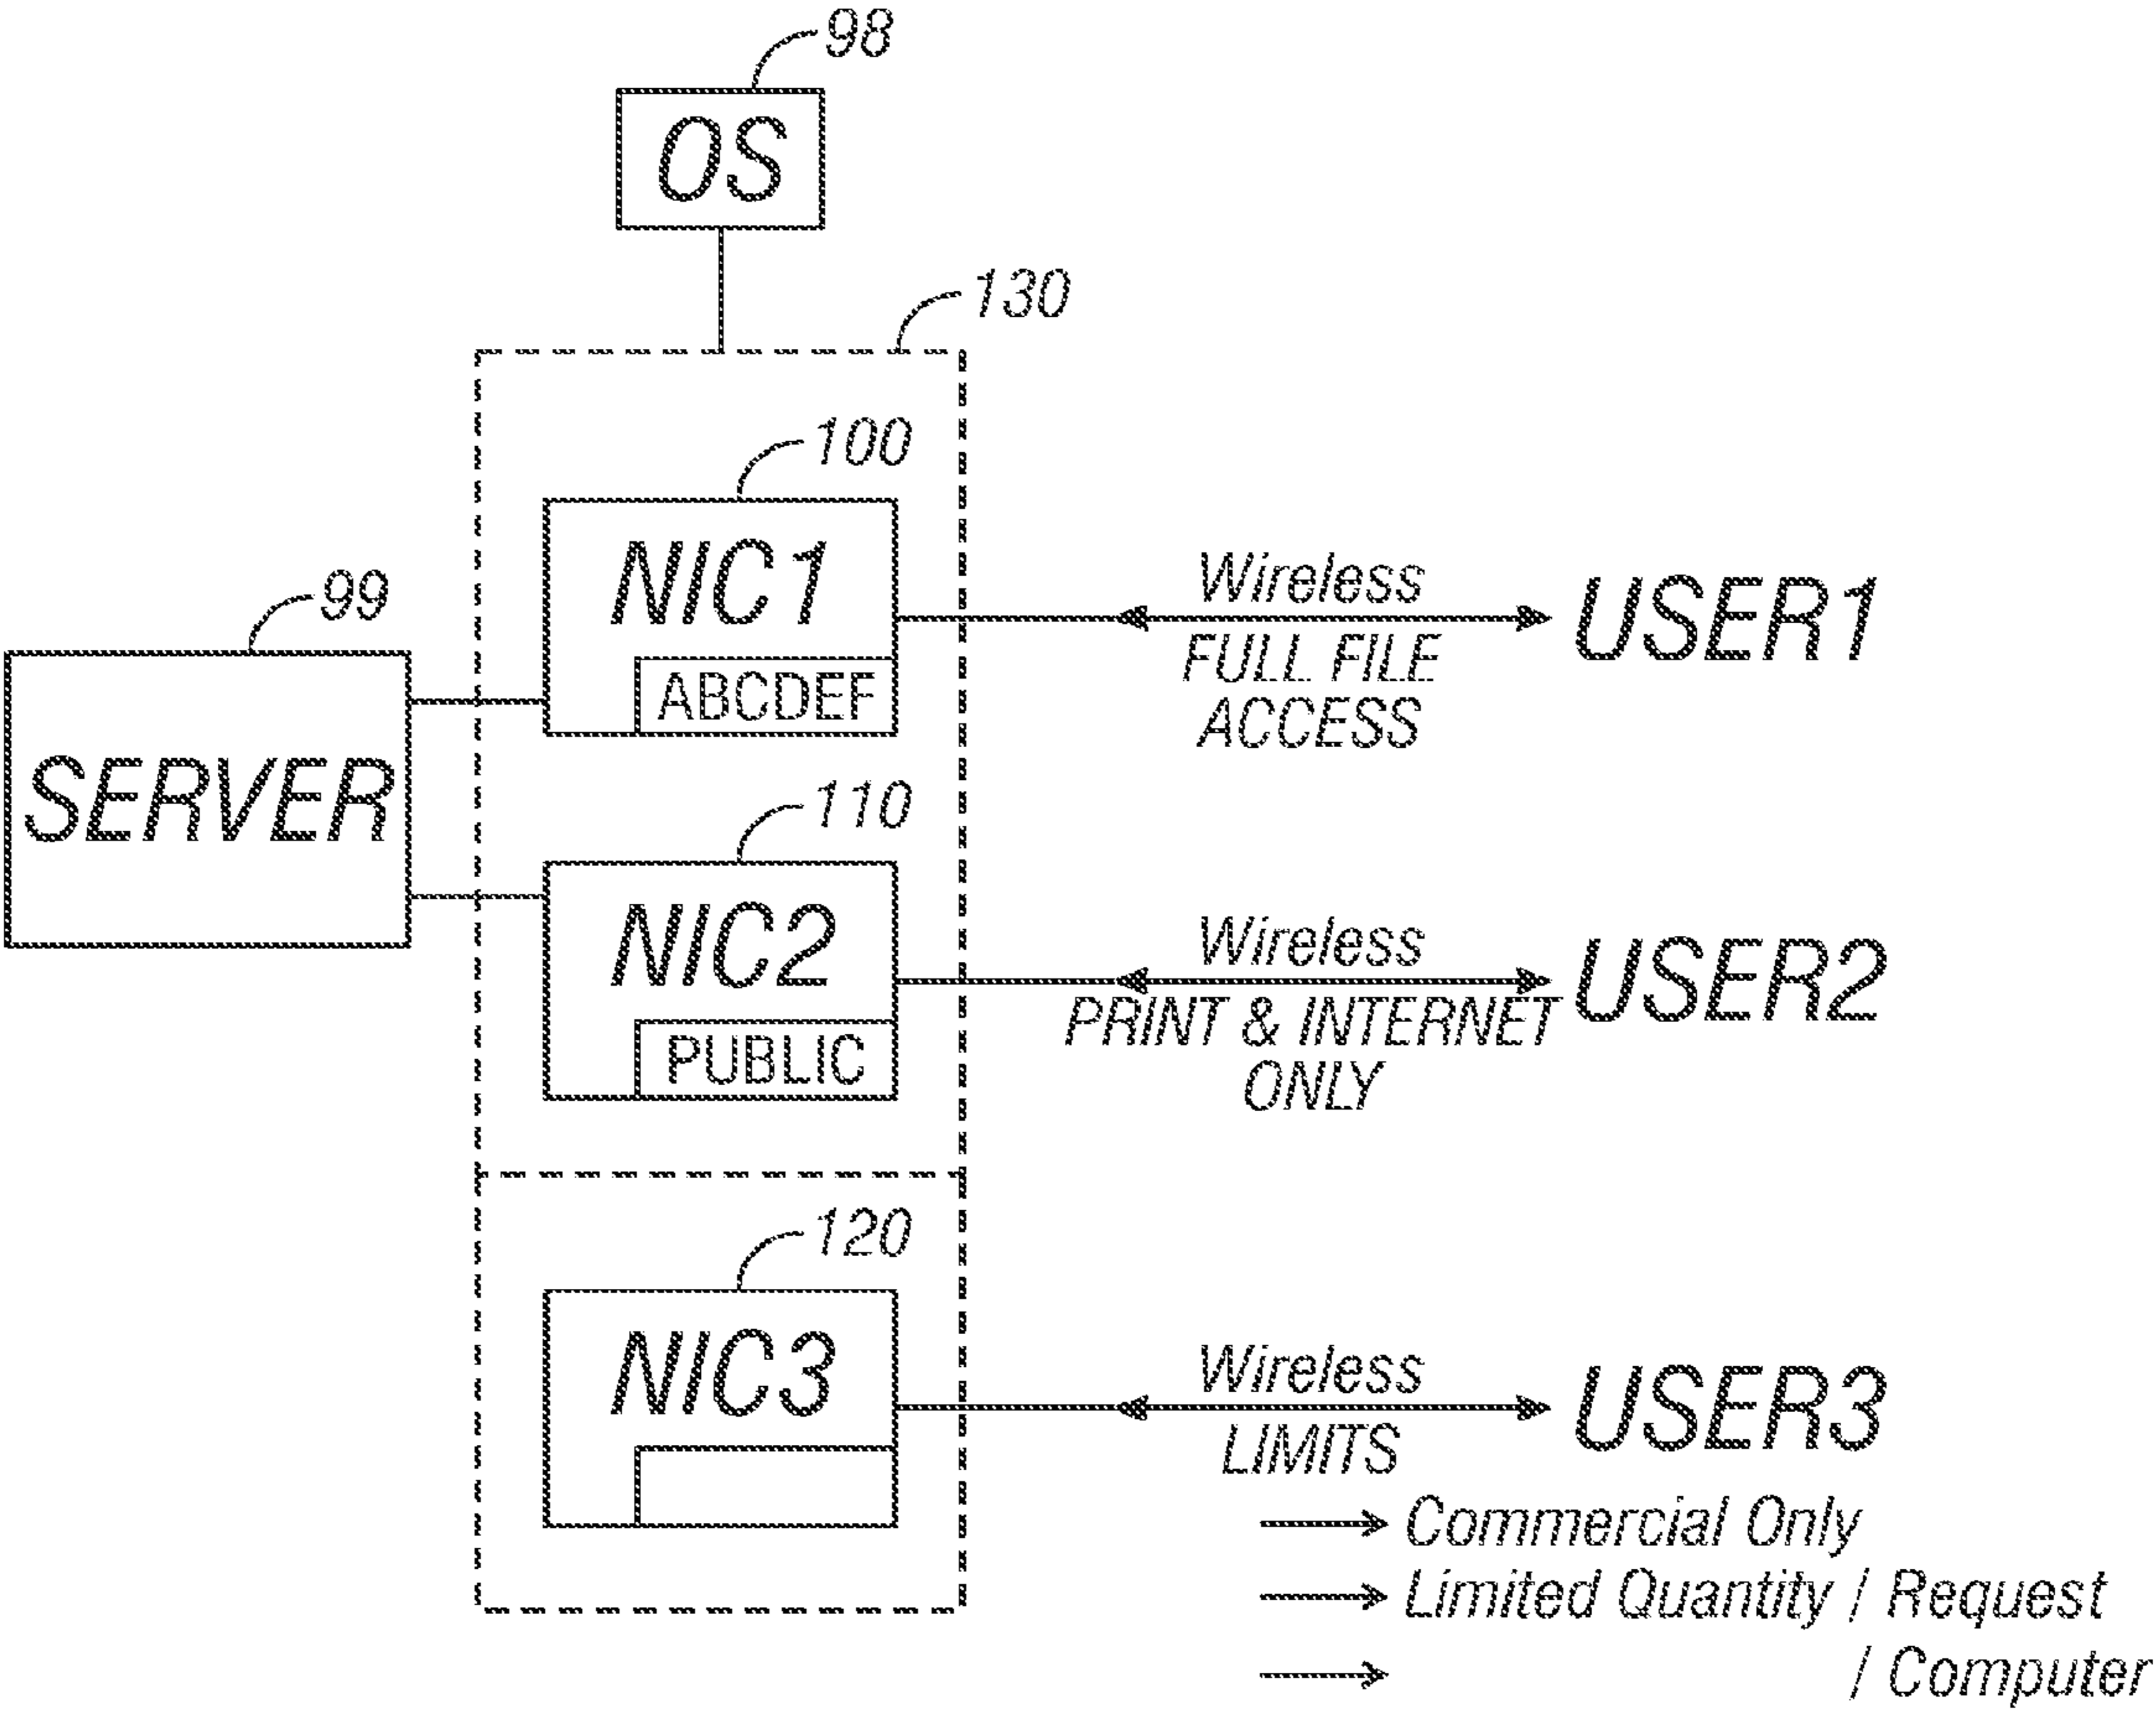 98
OS
130
100
NIC1
ABCDEF
Wireless
FULL FILE
ACCESS
USER1
99
SERVER
110
NIC2
PUBLIC
Wireless
PRINT & INTERNET
ONLY
USER2
120
NIC3
Wireless
LIMITS
USER3
Commercial Only
Limited Quantity / Request
/ Computer